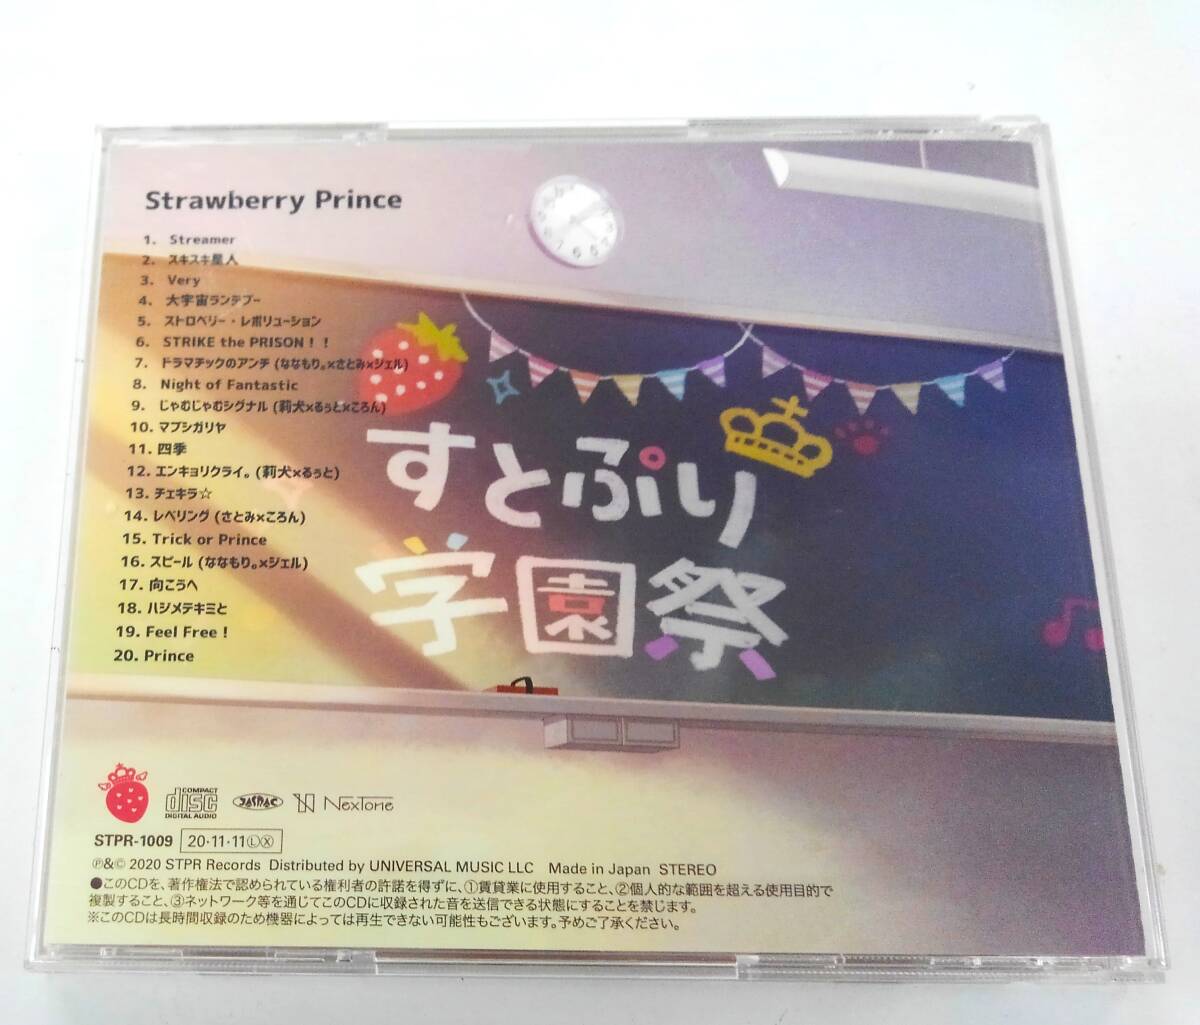 Strawberry Prince
1. Streamer
2. スキスキ星人
3. Very
4. 大宇宙ランデブー
5. ストロベリー・レボリューション
6. STRIKE the PRISON！！
7. ドラマチックのアンチ (ななもり。×さとみ×ジェル)
8. Night of Fantastic
9. じゃむじゃむシグナル (莉犬×るぅと×ころん)
10. マブシガリヤ
11. 四季
12. エンキョリクライ。(莉犬×るぅと)
13. チェキラ☆
14. レベリング (さとみ×ころん)
15. Trick or Prince
16. スピール (ななもり。×ジェル)
17. 向こうへ
18. ハジメテキミと
19. Feel Free！
20. Prince
すとぷり
学園祭
COMPACT
disc
DIGITAL AUDIO
JASRAC
NexTone
STPR-1009 20·11·11ⓁⓍ
℗&© 2020 STPR Records Distributed by UNIVERSAL MUSIC LLC Made in Japan STEREO
●このCDを、著作権法で認められている権利者の許諾を得ずに、①賃貸業に使用すること、②個人的な範囲を超える使用目的で
複製すること、③ネットワーク等を通じてこのCDに収録された音を送信できる状態にすることを禁じます。
※このCDは長時間収録のため機器によっては再生できない可能性もございます。予めご了承ください。